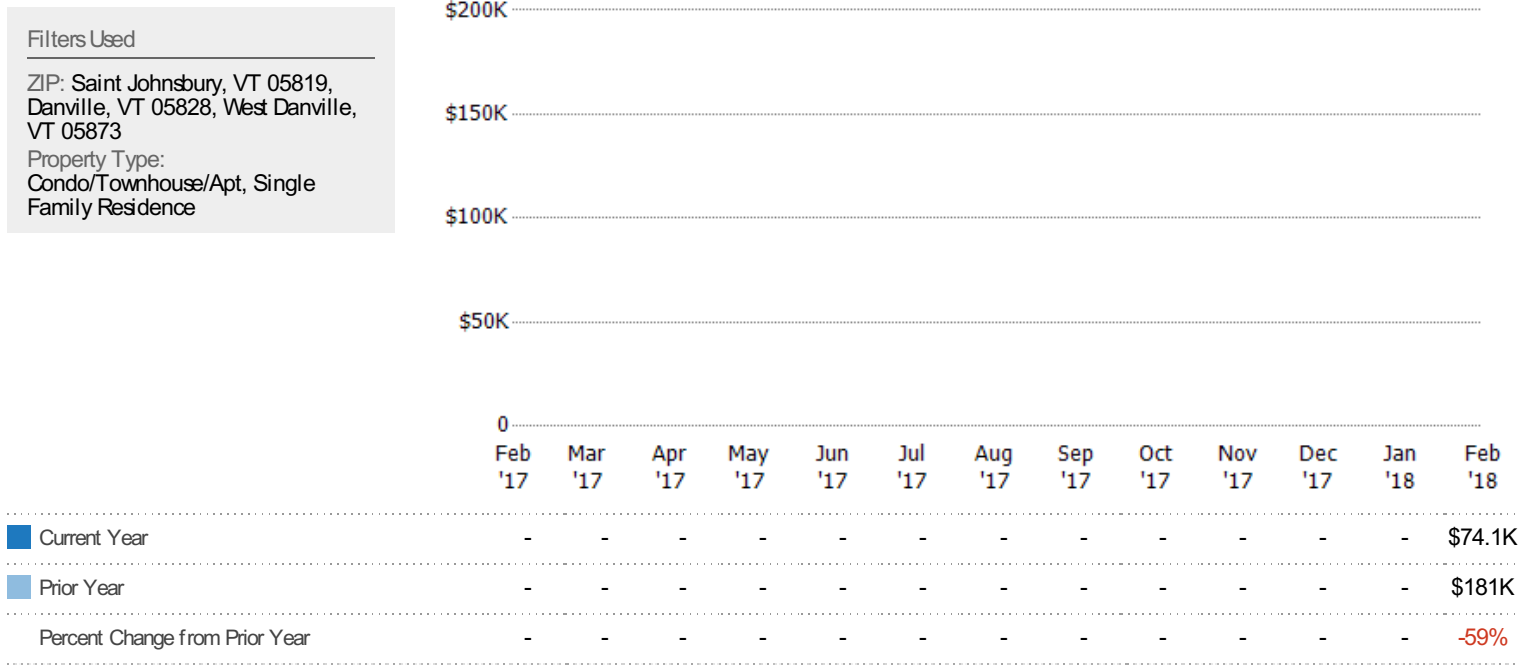 Filters Used
ZIP: Saint Johnsbury, VT 05819,
Danville, VT 05828, West Danville,
VT 05873
Property Type:
Condo/Townhouse/Apt, Single
Family Residence
$200K
$150K
$100K
$50K
0
Feb Mar Apr May Jun Jul Aug Sep Oct Nov Dec Jan Feb
'17 '17 '17 '17 '17 '17 '17 '17 '17 '17 '17 '18 '18
Current Year - - - - - - - - - - - - $74.1K
Prior Year - - - - - - - - - - - - $181K
Percent Change from Prior Year - - - - - - - - - - - - -59%